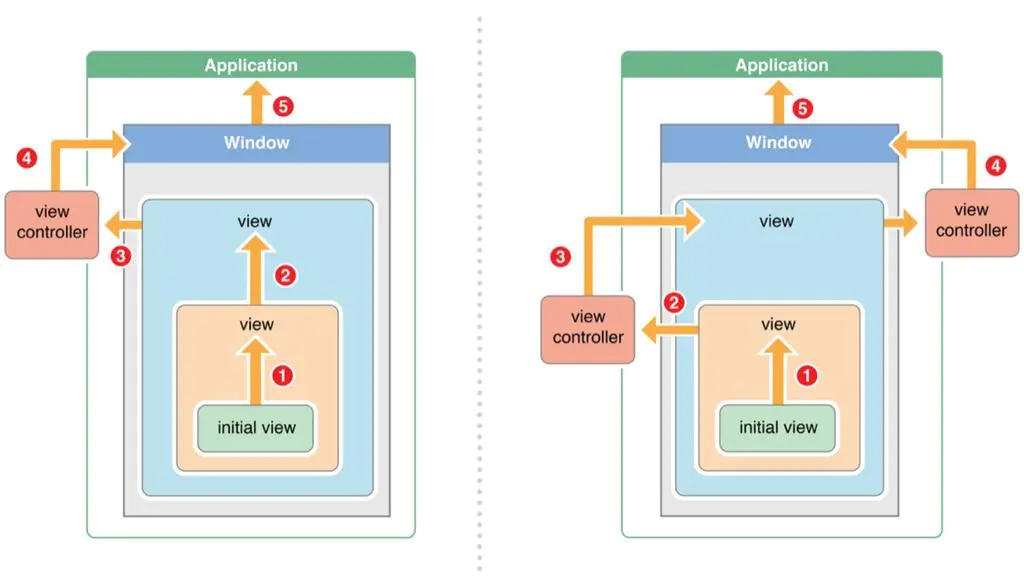 Application
5
Window
4
view
controller
view
3
2
view
1
initial view
Application
5
Window
4
view
controller
view
3
2
view
controller
view
1
initial view